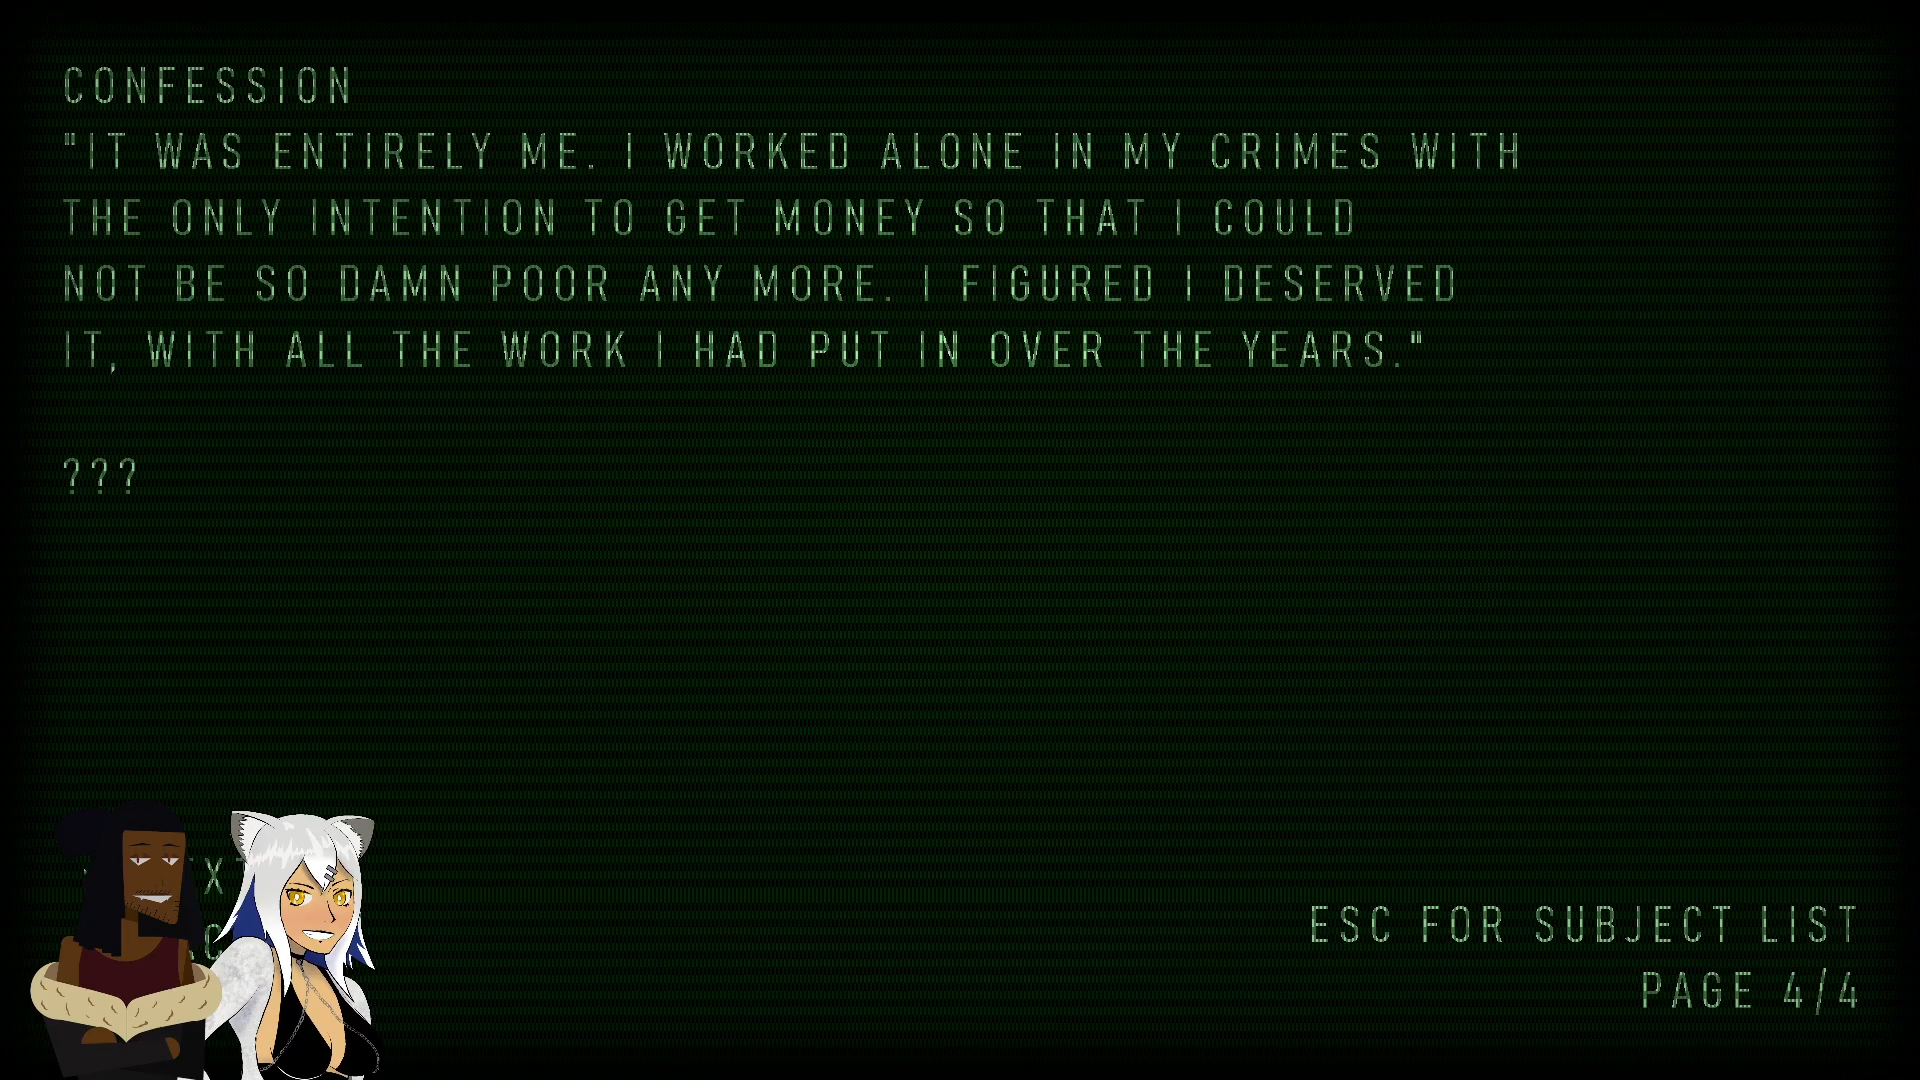 CONFESSION
"IT WAS ENTIRELY ME. I WORKED ALONE IN MY CRIMES WITH
THE ONLY INTENTION TO GET MONEY SO THAT I COULD
NOT BE SO DAMN POOR ANY MORE. I FIGURED I DESERVED
IT, WITH ALL THE WORK I HAD PUT IN OVER THE YEARS."
???
ESC FOR SUBJECT LIST
PAGE 4/4